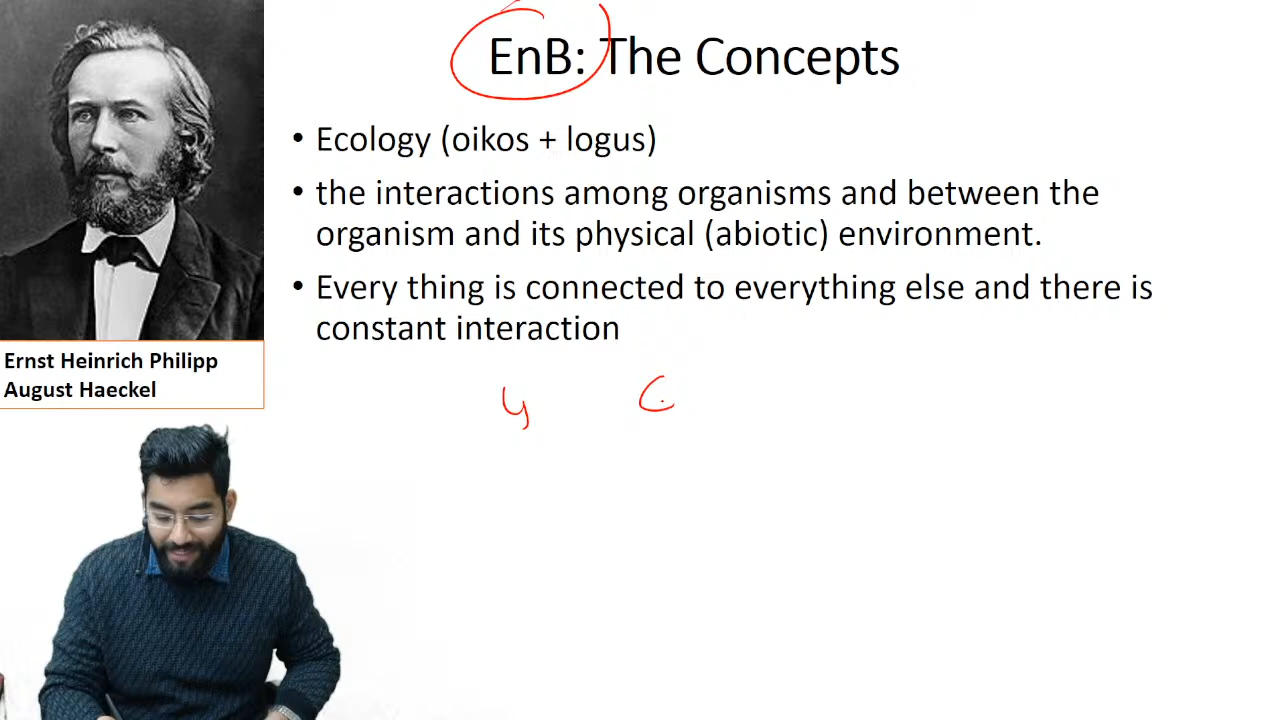 EnB: The Concepts
• Ecology (oikos + logus)
• the interactions among organisms and between the
organism and its physical (abiotic) environment.
• Every thing is connected to everything else and there is
constant interaction
Ernst Heinrich Philipp
August Haeckel